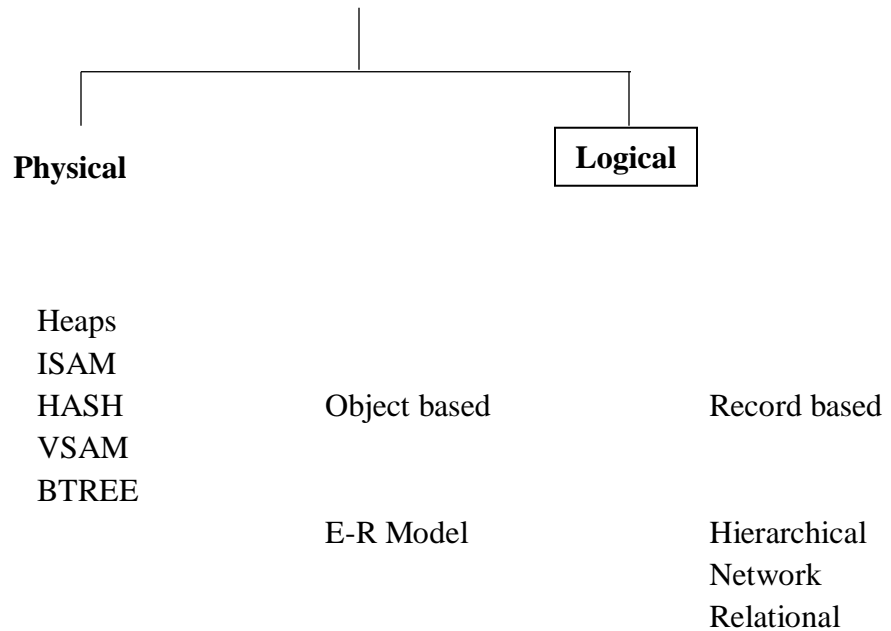 Physical
Logical
Heaps
ISAM
HASH
VSAM
BTREE
Object based
E-R Model
Record based
Hierarchical
Network
Relational